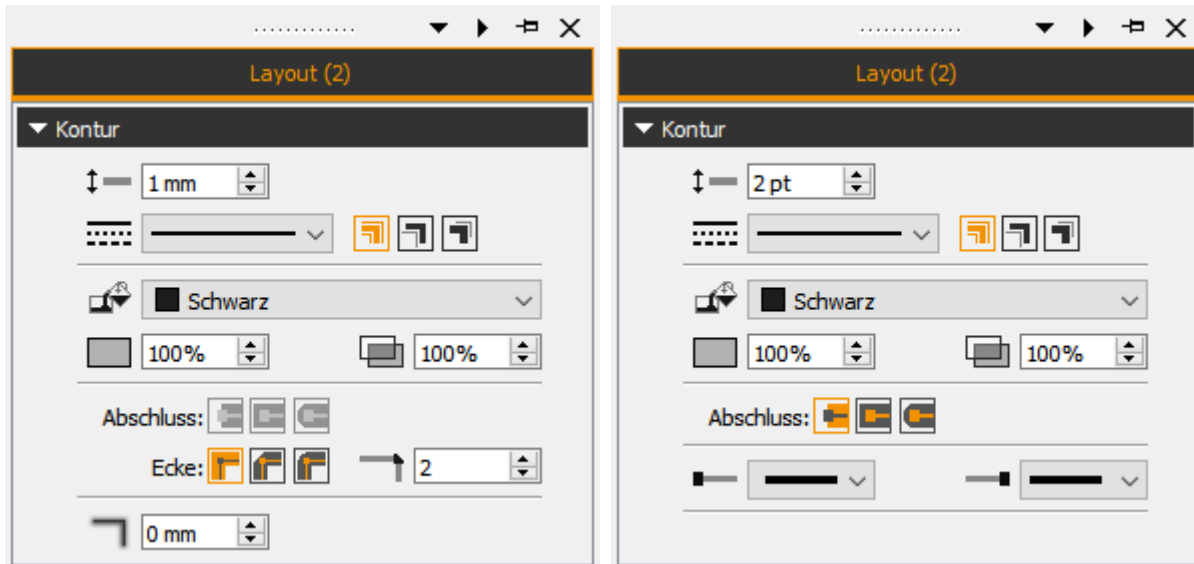 Layout (2)
Kontur
1 mm
Schwarz
100% 100%
Abschluss:
Ecke: 2
0 mm
Layout (2)
Kontur
2 pt
Schwarz
100% 100%
Abschluss: